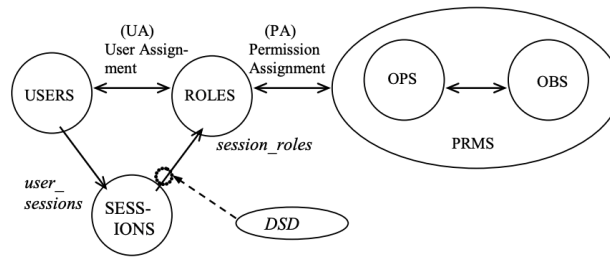 (UA)
User Assign-
ment
(PA)
Permission
Assignment
USERS
ROLES
OPS
OBS
PRMS
session_roles
user_
sessions
SESS-
IONS
DSD